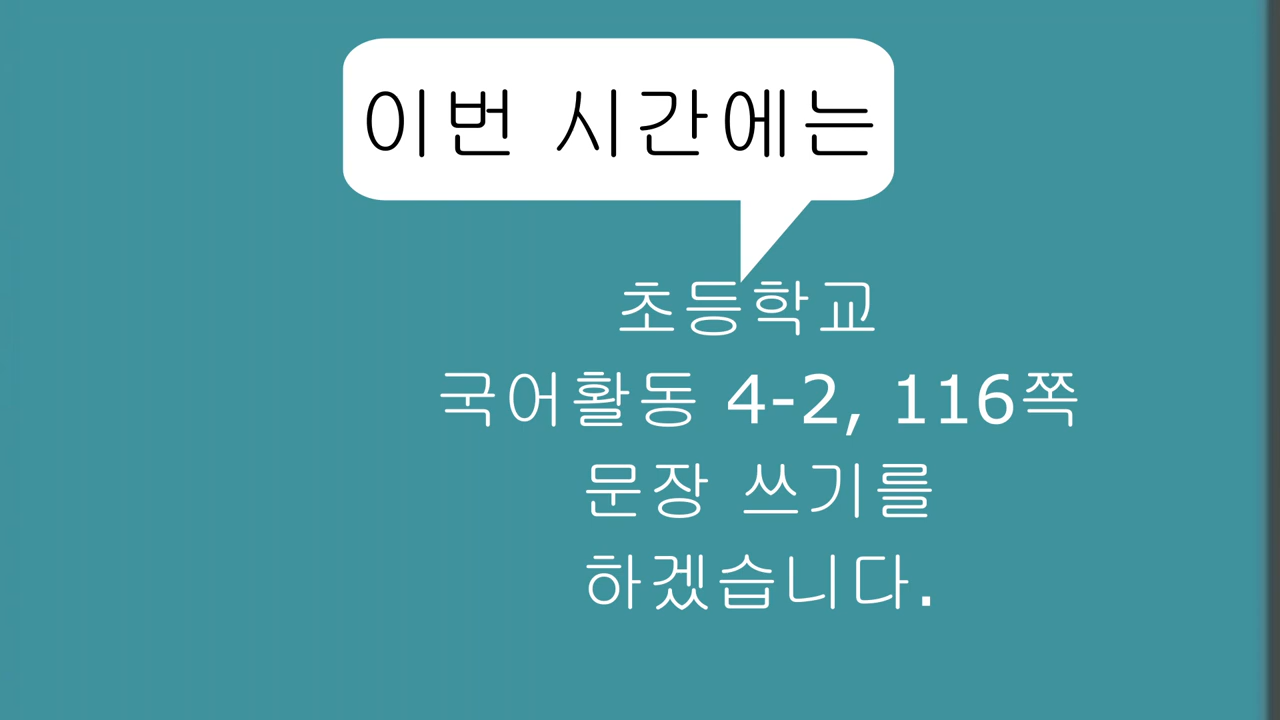 이번 시간에는
초등학교
국어활동 4-2, 116쪽
문장 쓰기를
하겠습니다.